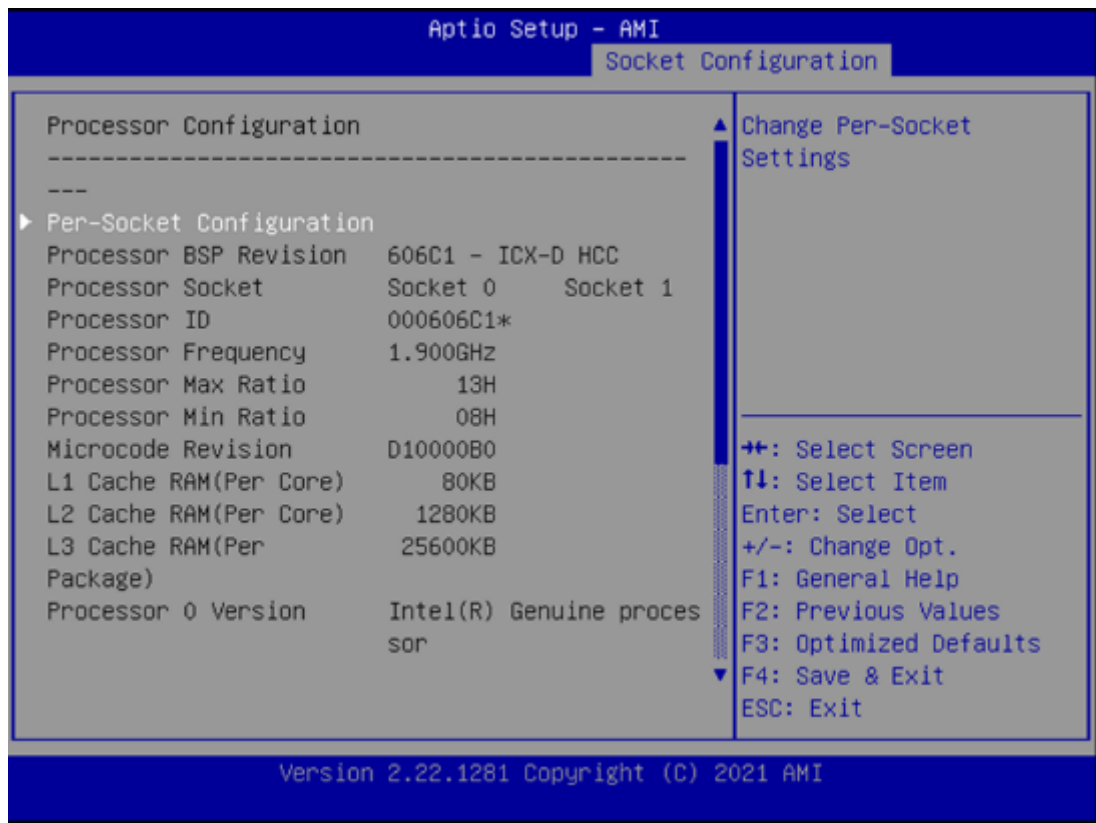 Aptio Setup – AMI
Socket Configuration
Processor Configuration
-----------------------------------------------
---
Per-Socket Configuration
Processor BSP Revision 606C1 - ICX-D HCC
Processor Socket Socket 0 Socket 1
Processor ID 000606C1*
Processor Frequency 1.900GHz
Processor Max Ratio 13H
Processor Min Ratio 08H
Microcode Revision D10000B0
L1 Cache RAM(Per Core) 80KB
L2 Cache RAM(Per Core) 1280KB
L3 Cache RAM(Per 25600KB
Package)
Processor 0 Version Intel(R) Genuine proces
sor
Change Per-Socket
Settings
→←: Select Screen
↑↓: Select Item
Enter: Select
+/-: Change Opt.
F1: General Help
F2: Previous Values
F3: Optimized Defaults
F4: Save & Exit
ESC: Exit
Version 2.22.1281 Copyright (C) 2021 AMI